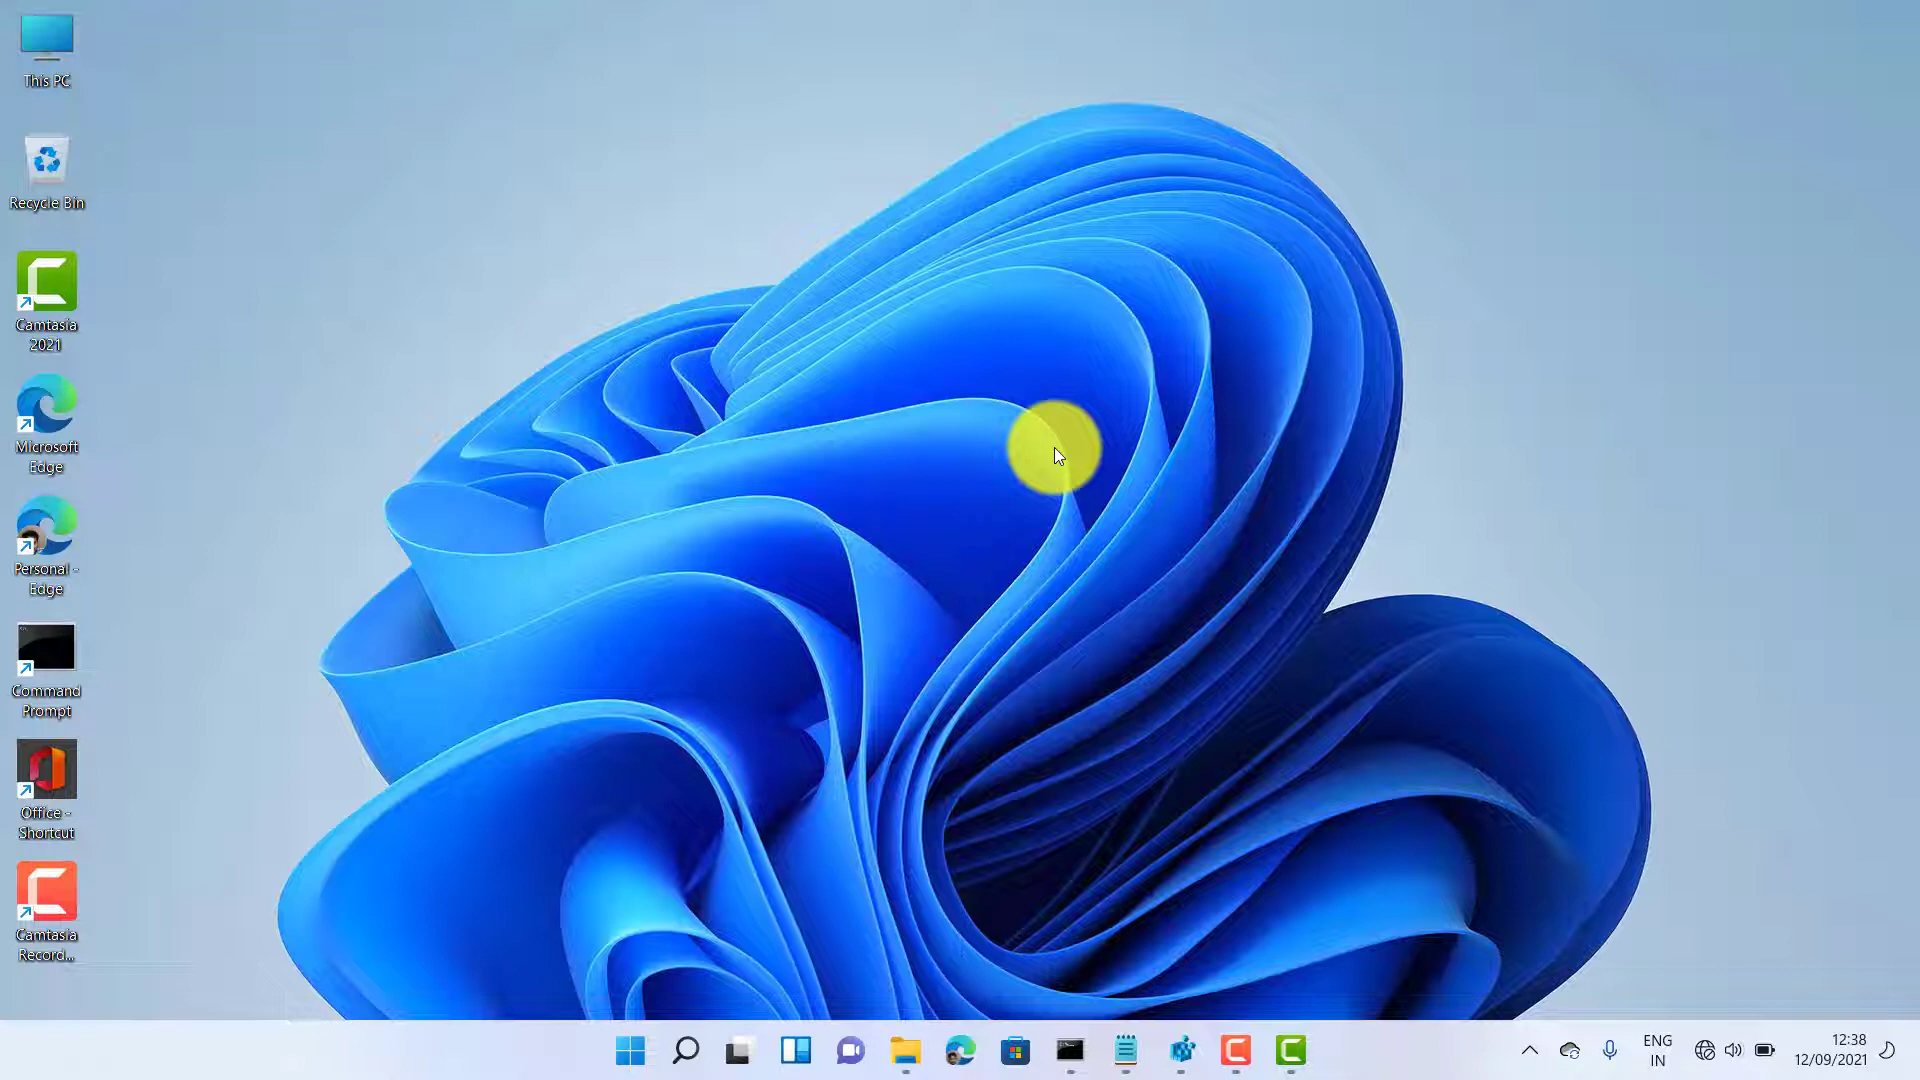 This PC
Recycle Bin
Camtasia
2021
Microsoft
Edge
Personal -
Edge
Command
Prompt
Office -
Shortcut
Camtasia
Record...
ENG
IN
12:38
12/09/2021